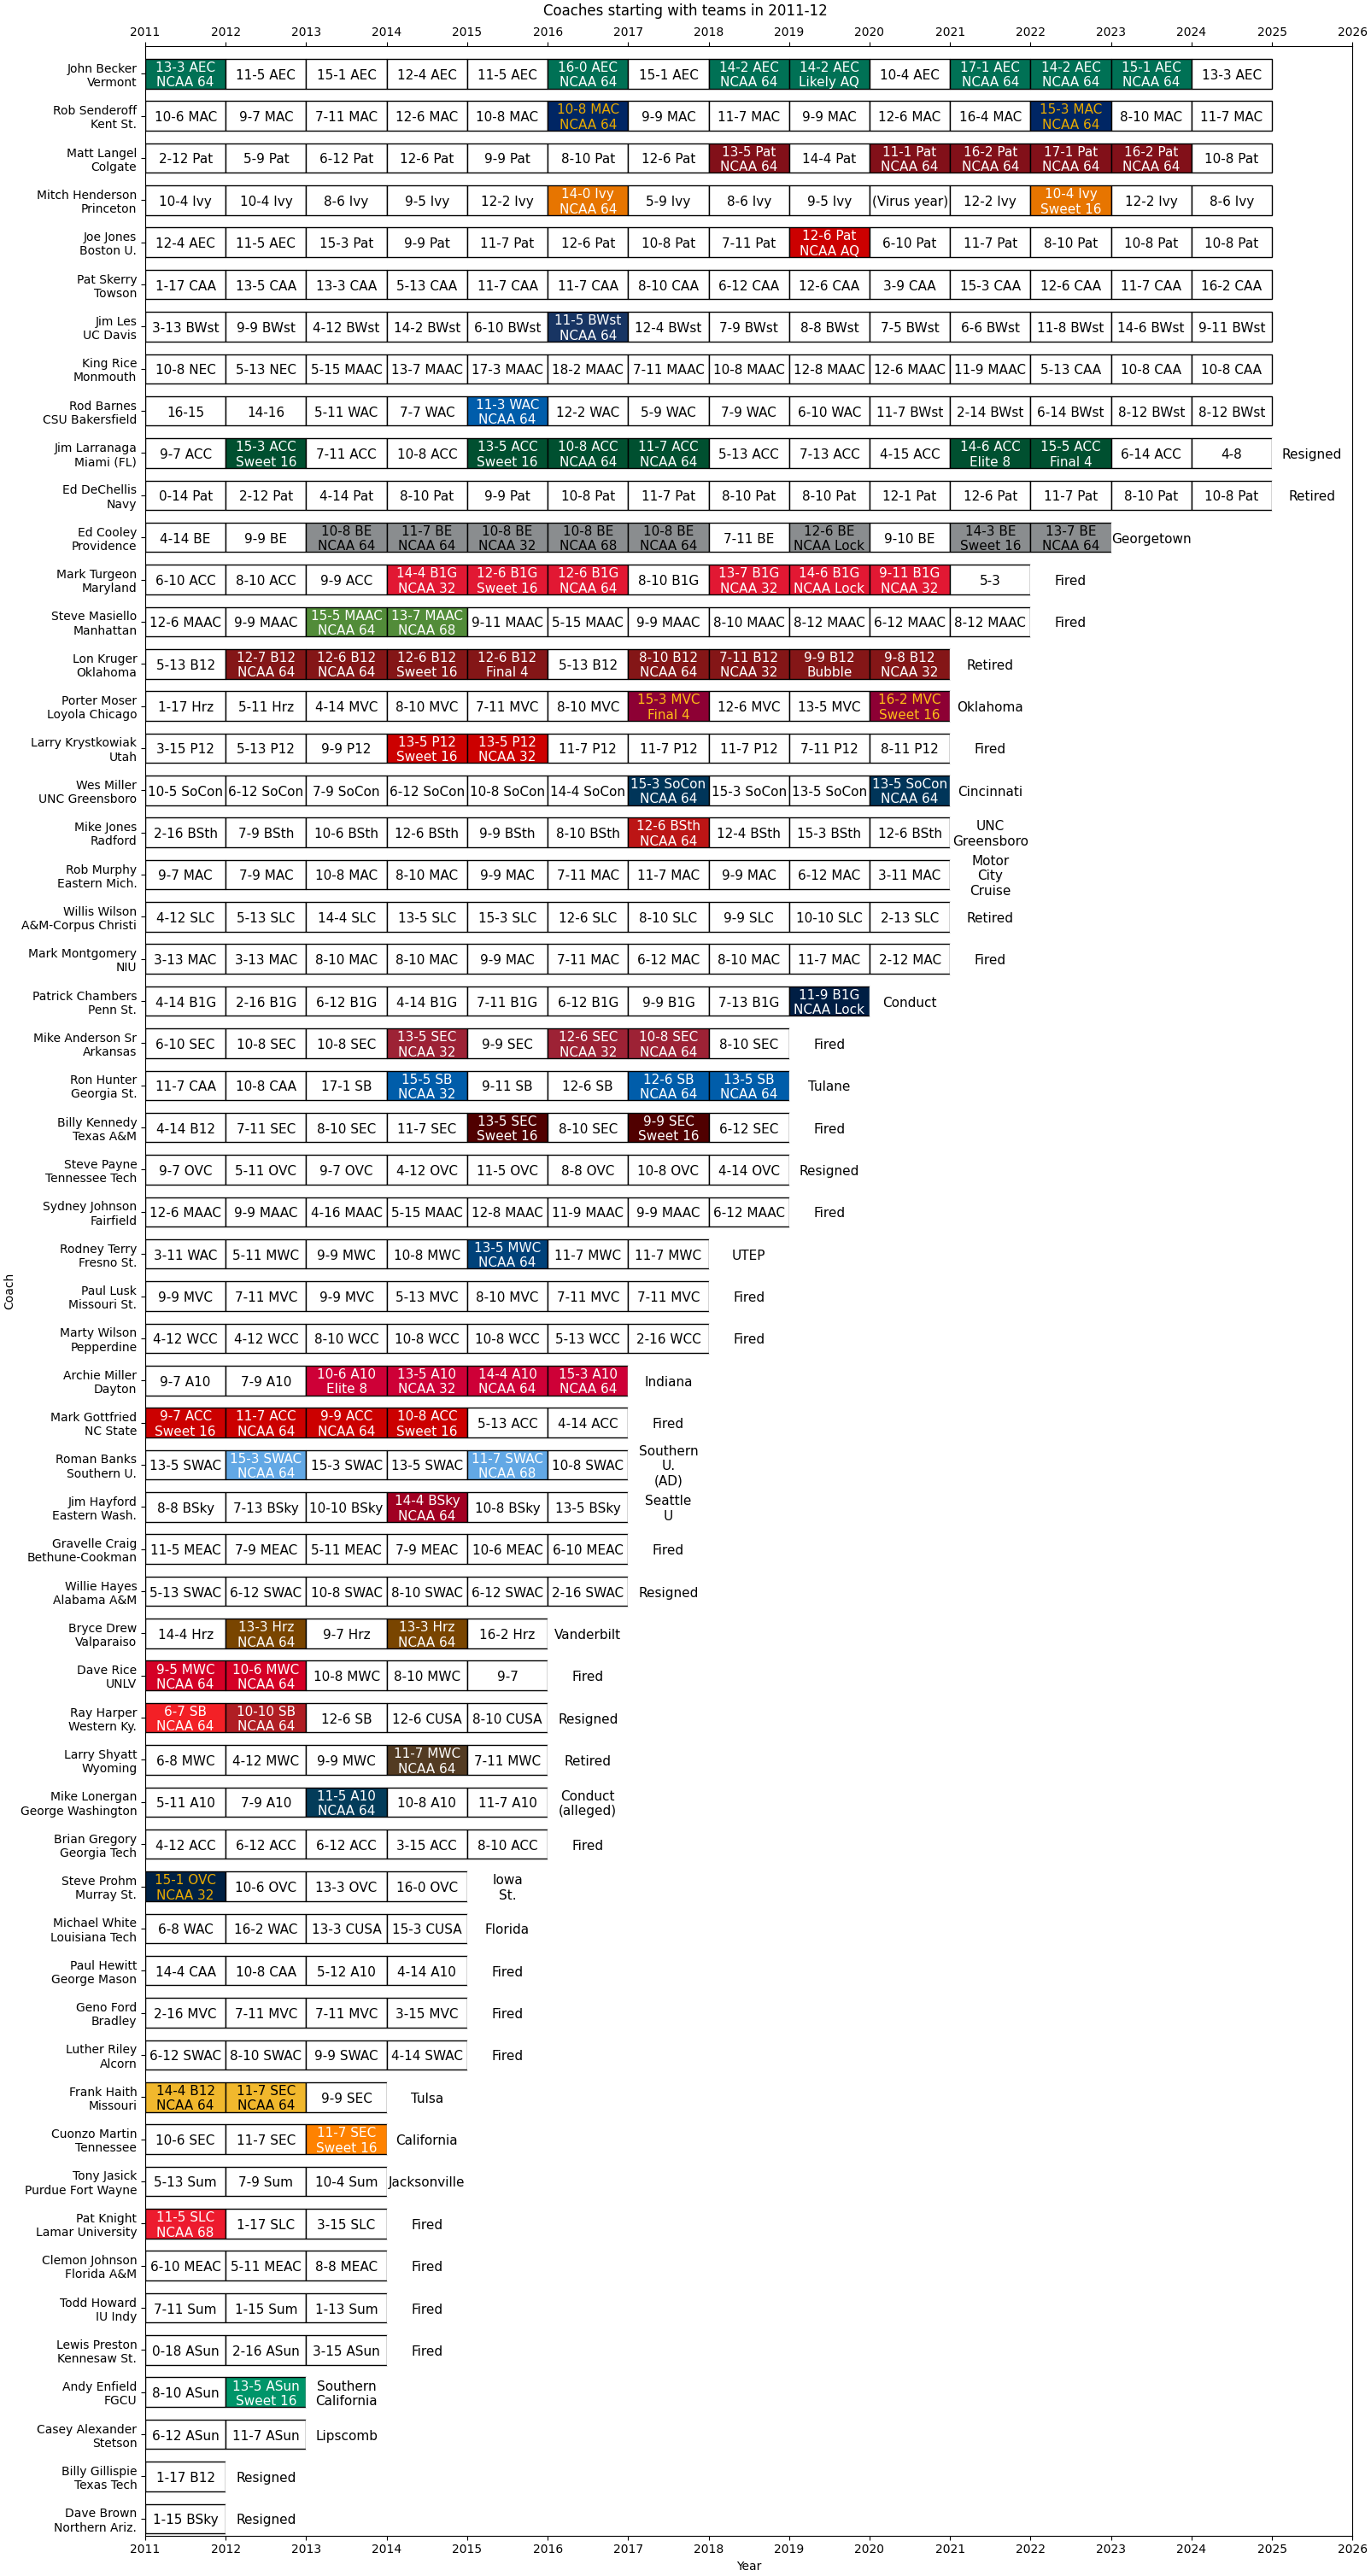 Coaches starting with teams in 2011-12
2011 2012 2013 2014 2015 2016 2017 2018 2019 2020 2021 2022 2023 2024 2025 2026
John Becker
Vermont
13-3 AEC NCAA 64 11-5 AEC 15-1 AEC 12-4 AEC 11-5 AEC 16-0 AEC NCAA 64 15-1 AEC 14-2 AEC NCAA 64 14-2 AEC Likely AQ 10-4 AEC 17-1 AEC NCAA 64 14-2 AEC NCAA 64 15-1 AEC NCAA 64 13-3 AEC
Rob Senderoff
Kent St.
10-6 MAC 9-7 MAC 7-11 MAC 12-6 MAC 10-8 MAC 10-8 MAC NCAA 64 9-9 MAC 11-7 MAC 9-9 MAC 12-6 MAC 16-4 MAC 15-3 MAC NCAA 64 8-10 MAC 11-7 MAC
Matt Langel
Colgate
2-12 Pat 5-9 Pat 6-12 Pat 12-6 Pat 9-9 Pat 8-10 Pat 12-6 Pat 13-5 Pat NCAA 64 14-4 Pat 11-1 Pat NCAA 64 16-2 Pat NCAA 64 17-1 Pat NCAA 64 16-2 Pat NCAA 64 10-8 Pat
Mitch Henderson
Princeton
10-4 Ivy 10-4 Ivy 8-6 Ivy 9-5 Ivy 12-2 Ivy 14-0 Ivy NCAA 64 5-9 Ivy 8-6 Ivy 9-5 Ivy (Virus year) 12-2 Ivy 10-4 Ivy Sweet 16 12-2 Ivy 8-6 Ivy
Joe Jones
Boston U.
12-4 AEC 11-5 AEC 15-3 Pat 9-9 Pat 11-7 Pat 12-6 Pat 10-8 Pat 7-11 Pat 12-6 Pat NCAA AQ 6-10 Pat 11-7 Pat 8-10 Pat 10-8 Pat 10-8 Pat
Pat Skerry
Towson
1-17 CAA 13-5 CAA 13-3 CAA 5-13 CAA 11-7 CAA 11-7 CAA 8-10 CAA 6-12 CAA 12-6 CAA 3-9 CAA 15-3 CAA 12-6 CAA 11-7 CAA 16-2 CAA
Jim Les
UC Davis
3-13 BWst 9-9 BWst 4-12 BWst 14-2 BWst 6-10 BWst 11-5 BWst NCAA 64 12-4 BWst 7-9 BWst 8-8 BWst 7-5 BWst 6-6 BWst 11-8 BWst 14-6 BWst 9-11 BWst
King Rice
Monmouth
10-8 NEC 5-13 NEC 5-15 MAAC 13-7 MAAC 17-3 MAAC 18-2 MAAC 7-11 MAAC 10-8 MAAC 12-8 MAAC 12-6 MAAC 11-9 MAAC 5-13 CAA 10-8 CAA 10-8 CAA
Rod Barnes
CSU Bakersfield
16-15 14-16 5-11 WAC 7-7 WAC 11-3 WAC NCAA 64 12-2 WAC 5-9 WAC 7-9 WAC 6-10 WAC 11-7 BWst 2-14 BWst 6-14 BWst 8-12 BWst 8-12 BWst
Jim Larranaga
Miami (FL)
9-7 ACC 15-3 ACC Sweet 16 7-11 ACC 10-8 ACC 13-5 ACC Sweet 16 10-8 ACC NCAA 64 11-7 ACC NCAA 64 5-13 ACC 7-13 ACC 4-15 ACC 14-6 ACC Elite 8 15-5 ACC Final 4 6-14 ACC 4-8 Resigned
Ed DeChellis
Navy
0-14 Pat 2-12 Pat 4-14 Pat 8-10 Pat 9-9 Pat 10-8 Pat 11-7 Pat 8-10 Pat 8-10 Pat 12-1 Pat 12-6 Pat 11-7 Pat 8-10 Pat 10-8 Pat Retired
Ed Cooley
Providence
4-14 BE 9-9 BE 10-8 BE NCAA 64 11-7 BE NCAA 64 10-8 BE NCAA 32 10-8 BE NCAA 68 10-8 BE NCAA 64 7-11 BE 12-6 BE NCAA Lock 9-10 BE 14-3 BE Sweet 16 13-7 BE NCAA 64 Georgetown
Mark Turgeon
Maryland
6-10 ACC 8-10 ACC 9-9 ACC 14-4 B1G NCAA 32 12-6 B1G Sweet 16 12-6 B1G NCAA 64 8-10 B1G 13-7 B1G NCAA 32 14-6 B1G NCAA Lock 9-11 B1G NCAA 32 5-3 Fired
Steve Masiello
Manhattan
12-6 MAAC 9-9 MAAC 15-5 MAAC NCAA 64 13-7 MAAC NCAA 68 9-11 MAAC 5-15 MAAC 9-9 MAAC 8-10 MAAC 8-12 MAAC 6-12 MAAC 8-12 MAAC Fired
Lon Kruger
Oklahoma
5-13 B12 12-7 B12 NCAA 64 12-6 B12 NCAA 64 12-6 B12 Sweet 16 12-6 B12 Final 4 5-13 B12 8-10 B12 NCAA 64 7-11 B12 NCAA 32 9-9 B12 Bubble 9-8 B12 NCAA 32 Retired
Porter Moser
Loyola Chicago
1-17 Hrz 5-11 Hrz 4-14 MVC 8-10 MVC 7-11 MVC 8-10 MVC 15-3 MVC Final 4 12-6 MVC 13-5 MVC 16-2 MVC Sweet 16 Oklahoma
Larry Krystkowiak
Utah
3-15 P12 5-13 P12 9-9 P12 13-5 P12 Sweet 16 13-5 P12 NCAA 32 11-7 P12 11-7 P12 11-7 P12 7-11 P12 8-11 P12 Fired
Wes Miller
UNC Greensboro
10-5 SoCon 6-12 SoCon 7-9 SoCon 6-12 SoCon 10-8 SoCon 14-4 SoCon 15-3 SoCon NCAA 64 15-3 SoCon 13-5 SoCon 13-5 SoCon NCAA 64 Cincinnati
Mike Jones
Radford
2-16 BSth 7-9 BSth 10-6 BSth 12-6 BSth 9-9 BSth 8-10 BSth 12-6 BSth NCAA 64 12-4 BSth 15-3 BSth 12-6 BSth UNC Greensboro
Rob Murphy
Eastern Mich.
9-7 MAC 7-9 MAC 10-8 MAC 8-10 MAC 9-9 MAC 7-11 MAC 11-7 MAC 9-9 MAC 6-12 MAC 3-11 MAC Motor City Cruise
Willis Wilson
A&M-Corpus Christi
4-12 SLC 5-13 SLC 14-4 SLC 13-5 SLC 15-3 SLC 12-6 SLC 8-10 SLC 9-9 SLC 10-10 SLC 2-13 SLC Retired
Mark Montgomery
NIU
3-13 MAC 3-13 MAC 8-10 MAC 8-10 MAC 9-9 MAC 7-11 MAC 6-12 MAC 8-10 MAC 11-7 MAC 2-12 MAC Fired
Patrick Chambers
Penn St.
4-14 B1G 2-16 B1G 6-12 B1G 4-14 B1G 7-11 B1G 6-12 B1G 9-9 B1G 7-13 B1G 11-9 B1G NCAA Lock Conduct
Mike Anderson Sr
Arkansas
6-10 SEC 10-8 SEC 10-8 SEC 13-5 SEC NCAA 32 9-9 SEC 12-6 SEC NCAA 32 10-8 SEC NCAA 64 8-10 SEC Fired
Ron Hunter
Georgia St.
11-7 CAA 10-8 CAA 17-1 SB 15-5 SB NCAA 32 9-11 SB 12-6 SB 12-6 SB NCAA 64 13-5 SB NCAA 64 Tulane
Billy Kennedy
Texas A&M
4-14 B12 7-11 SEC 8-10 SEC 11-7 SEC 13-5 SEC Sweet 16 8-10 SEC 9-9 SEC Sweet 16 6-12 SEC Fired
Steve Payne
Tennessee Tech
9-7 OVC 5-11 OVC 9-7 OVC 4-12 OVC 11-5 OVC 8-8 OVC 10-8 OVC 4-14 OVC Resigned
Sydney Johnson
Fairfield
12-6 MAAC 9-9 MAAC 4-16 MAAC 5-15 MAAC 12-8 MAAC 11-9 MAAC 9-9 MAAC 6-12 MAAC Fired
Rodney Terry
Fresno St.
3-11 WAC 5-11 MWC 9-9 MWC 10-8 MWC 13-5 MWC NCAA 64 11-7 MWC 11-7 MWC UTEP
Paul Lusk
Missouri St.
9-9 MVC 7-11 MVC 9-9 MVC 5-13 MVC 8-10 MVC 7-11 MVC 7-11 MVC Fired
Marty Wilson
Pepperdine
4-12 WCC 4-12 WCC 8-10 WCC 10-8 WCC 10-8 WCC 5-13 WCC 2-16 WCC Fired
Archie Miller
Dayton
9-7 A10 7-9 A10 10-6 A10 Elite 8 13-5 A10 NCAA 32 14-4 A10 NCAA 64 15-3 A10 NCAA 64 Indiana
Mark Gottfried
NC State
9-7 ACC Sweet 16 11-7 ACC NCAA 64 9-9 ACC NCAA 64 10-8 ACC Sweet 16 5-13 ACC 4-14 ACC Fired
Roman Banks
Southern U.
13-5 SWAC 15-3 SWAC NCAA 64 15-3 SWAC 13-5 SWAC 11-7 SWAC NCAA 68 10-8 SWAC Southern U. (AD)
Jim Hayford
Eastern Wash.
8-8 BSky 7-13 BSky 10-10 BSky 14-4 BSky NCAA 64 10-8 BSky 13-5 BSky Seattle U
Gravelle Craig
Bethune-Cookman
11-5 MEAC 7-9 MEAC 5-11 MEAC 7-9 MEAC 10-6 MEAC 6-10 MEAC Fired
Willie Hayes
Alabama A&M
5-13 SWAC 6-12 SWAC 10-8 SWAC 8-10 SWAC 6-12 SWAC 2-16 SWAC Resigned
Bryce Drew
Valparaiso
14-4 Hrz 13-3 Hrz NCAA 64 9-7 Hrz 13-3 Hrz NCAA 64 16-2 Hrz Vanderbilt
Dave Rice
UNLV
9-5 MWC NCAA 64 10-6 MWC NCAA 64 10-8 MWC 8-10 MWC 9-7 Fired
Ray Harper
Western Ky.
6-7 SB NCAA 64 10-10 SB NCAA 64 12-6 SB 12-6 CUSA 8-10 CUSA Resigned
Larry Shyatt
Wyoming
6-8 MWC 4-12 MWC 9-9 MWC 11-7 MWC NCAA 64 7-11 MWC Retired
Mike Lonergan
George Washington
5-11 A10 7-9 A10 11-5 A10 NCAA 64 10-8 A10 11-7 A10 Conduct (alleged)
Brian Gregory
Georgia Tech
4-12 ACC 6-12 ACC 6-12 ACC 3-15 ACC 8-10 ACC Fired
Steve Prohm
Murray St.
15-1 OVC NCAA 32 10-6 OVC 13-3 OVC 16-0 OVC Iowa St.
Michael White
Louisiana Tech
6-8 WAC 16-2 WAC 13-3 CUSA 15-3 CUSA Florida
Paul Hewitt
George Mason
14-4 CAA 10-8 CAA 5-12 A10 4-14 A10 Fired
Geno Ford
Bradley
2-16 MVC 7-11 MVC 7-11 MVC 3-15 MVC Fired
Luther Riley
Alcorn
6-12 SWAC 8-10 SWAC 9-9 SWAC 4-14 SWAC Fired
Frank Haith
Missouri
14-4 B12 NCAA 64 11-7 SEC NCAA 64 9-9 SEC Tulsa
Cuonzo Martin
Tennessee
10-6 SEC 11-7 SEC 11-7 SEC Sweet 16 California
Tony Jasick
Purdue Fort Wayne
5-13 Sum 7-9 Sum 10-4 Sum Jacksonville
Pat Knight
Lamar University
11-5 SLC NCAA 68 1-17 SLC 3-15 SLC Fired
Clemon Johnson
Florida A&M
6-10 MEAC 5-11 MEAC 8-8 MEAC Fired
Todd Howard
IU Indy
7-11 Sum 1-15 Sum 1-13 Sum Fired
Lewis Preston
Kennesaw St.
0-18 ASun 2-16 ASun 3-15 ASun Fired
Andy Enfield
FGCU
8-10 ASun 13-5 ASun Sweet 16 Southern California
Casey Alexander
Stetson
6-12 ASun 11-7 ASun Lipscomb
Billy Gillispie
Texas Tech
1-17 B12 Resigned
Dave Brown
Northern Ariz.
1-15 BSky Resigned
2011 2012 2013 2014 2015 2016 2017 2018 2019 2020 2021 2022 2023 2024 2025 2026
Year
Coach